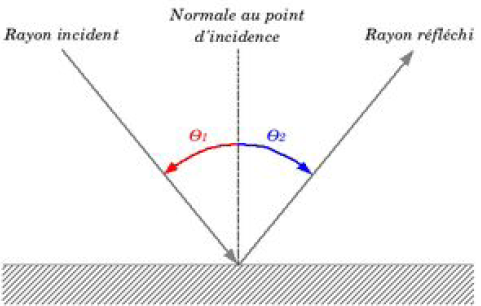 Normale au point
d'incidence
Rayon incident
Rayon réfléchi
Θ1
Θ2